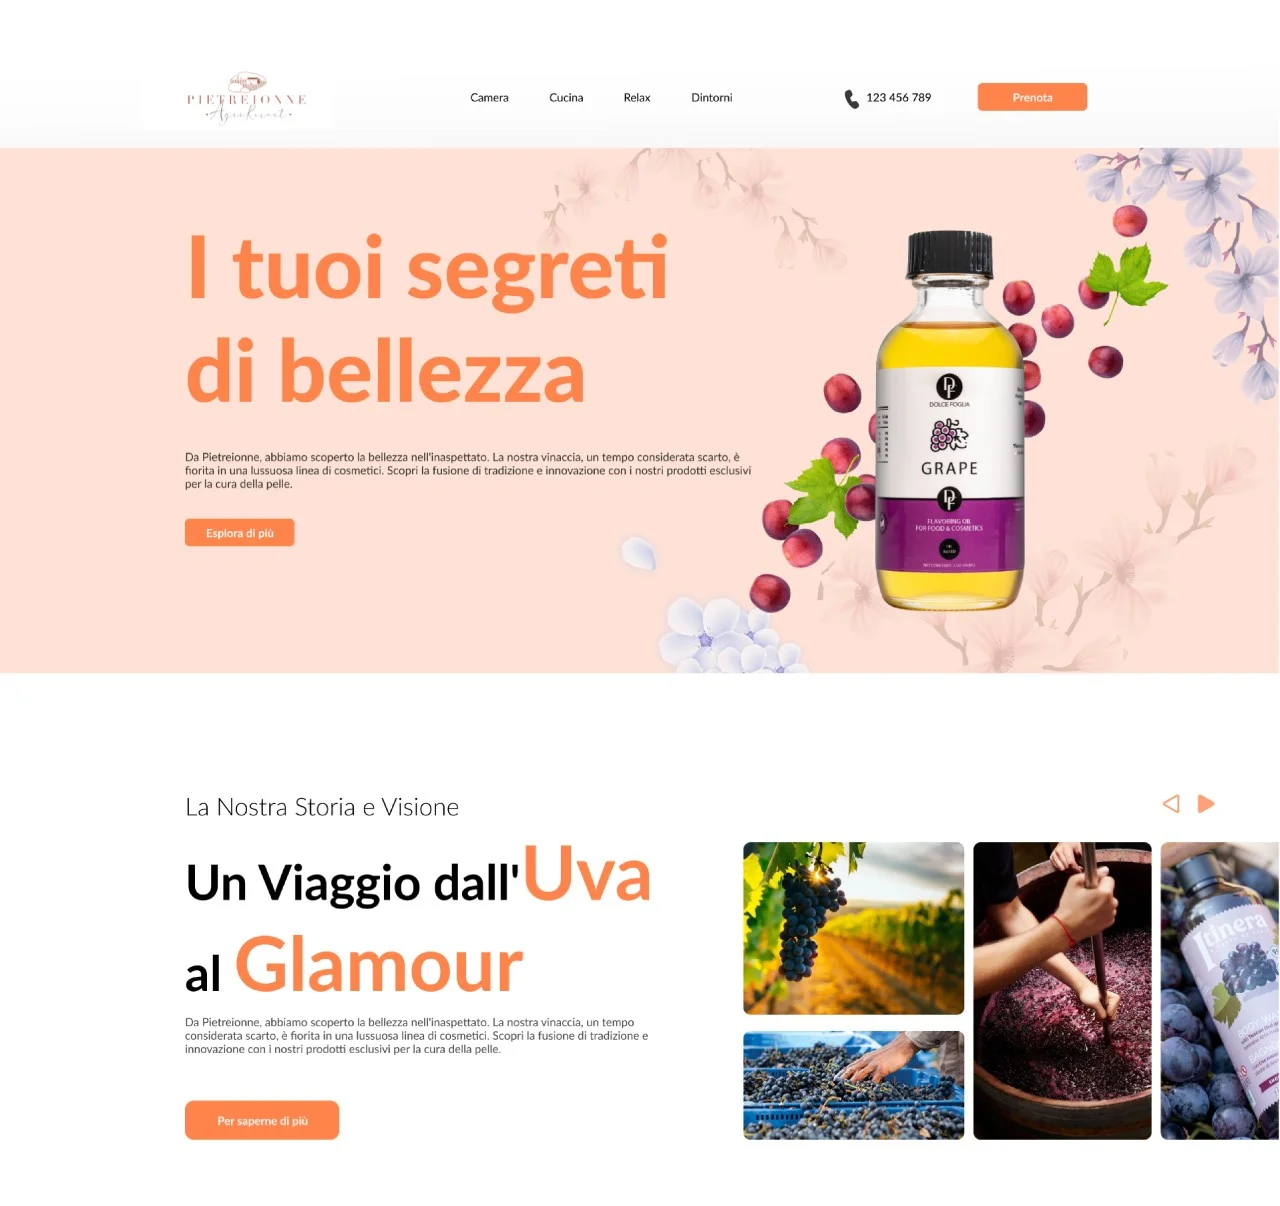 PIETREIONNE
AgriResort
Camera Cucina Relax Dintorni
123 456 789
Prenota
I tuoi segreti
di bellezza
Da Pietreionne, abbiamo scoperto la bellezza nell'inaspettato. La nostra vinaccia, un tempo considerata scarto, è
fiorita in una lussuosa linea di cosmetici. Scopri la fusione di tradizione e innovazione con i nostri prodotti esclusivi
per la cura della pelle.
Esplora di più
DF
DOLCE FOGLIA
GRAPE
DF
FLAVORING OIL
FOR FOOD & COSMETICS
La Nostra Storia e Visione
Un Viaggio dall'Uva
al Glamour
Da Pietreionne, abbiamo scoperto la bellezza nell'inaspettato. La nostra vinaccia, un tempo
considerata scarto, è fiorita in una lussuosa linea di cosmetici. Scopri la fusione di tradizione e
innovazione con i nostri prodotti esclusivi per la cura della pelle.
Per saperne di più
Itinera
BODY WA